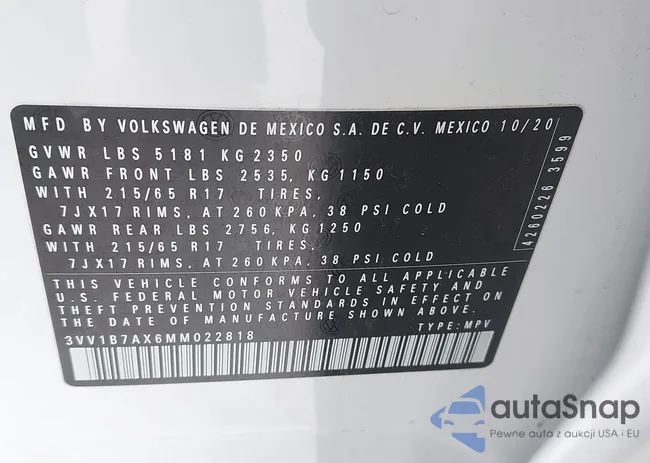 MFD BY VOLKSWAGEN DE MEXICO S.A. DE C.V. MEXICO 10/20
GVWR LBS 5181 KG 2350
GAWR FRONT LBS 2535, KG 1150
WITH 215/65 R17 TIRES,
7JX17 RIMS, AT 260 KPA, 38 PSI COLD
GAWR REAR LBS 2756, KG 1250
WITH 215/65 R17 TIRES,
7JX17 RIMS, AT 260 KPA, 38 PSI COLD
THIS VEHICLE CONFORMS TO ALL APPLICABLE
U.S. FEDERAL MOTOR VEHICLE SAFETY AND
THEFT PREVENTION STANDARDS IN EFFECT ON
THE DATE OF MANUFACTURE SHOWN ABOVE.
3VV1B7AX6MM022818 TYPE: MPV
4260226 3599
autoSnap
Pewne auta z aukcji USA i EU